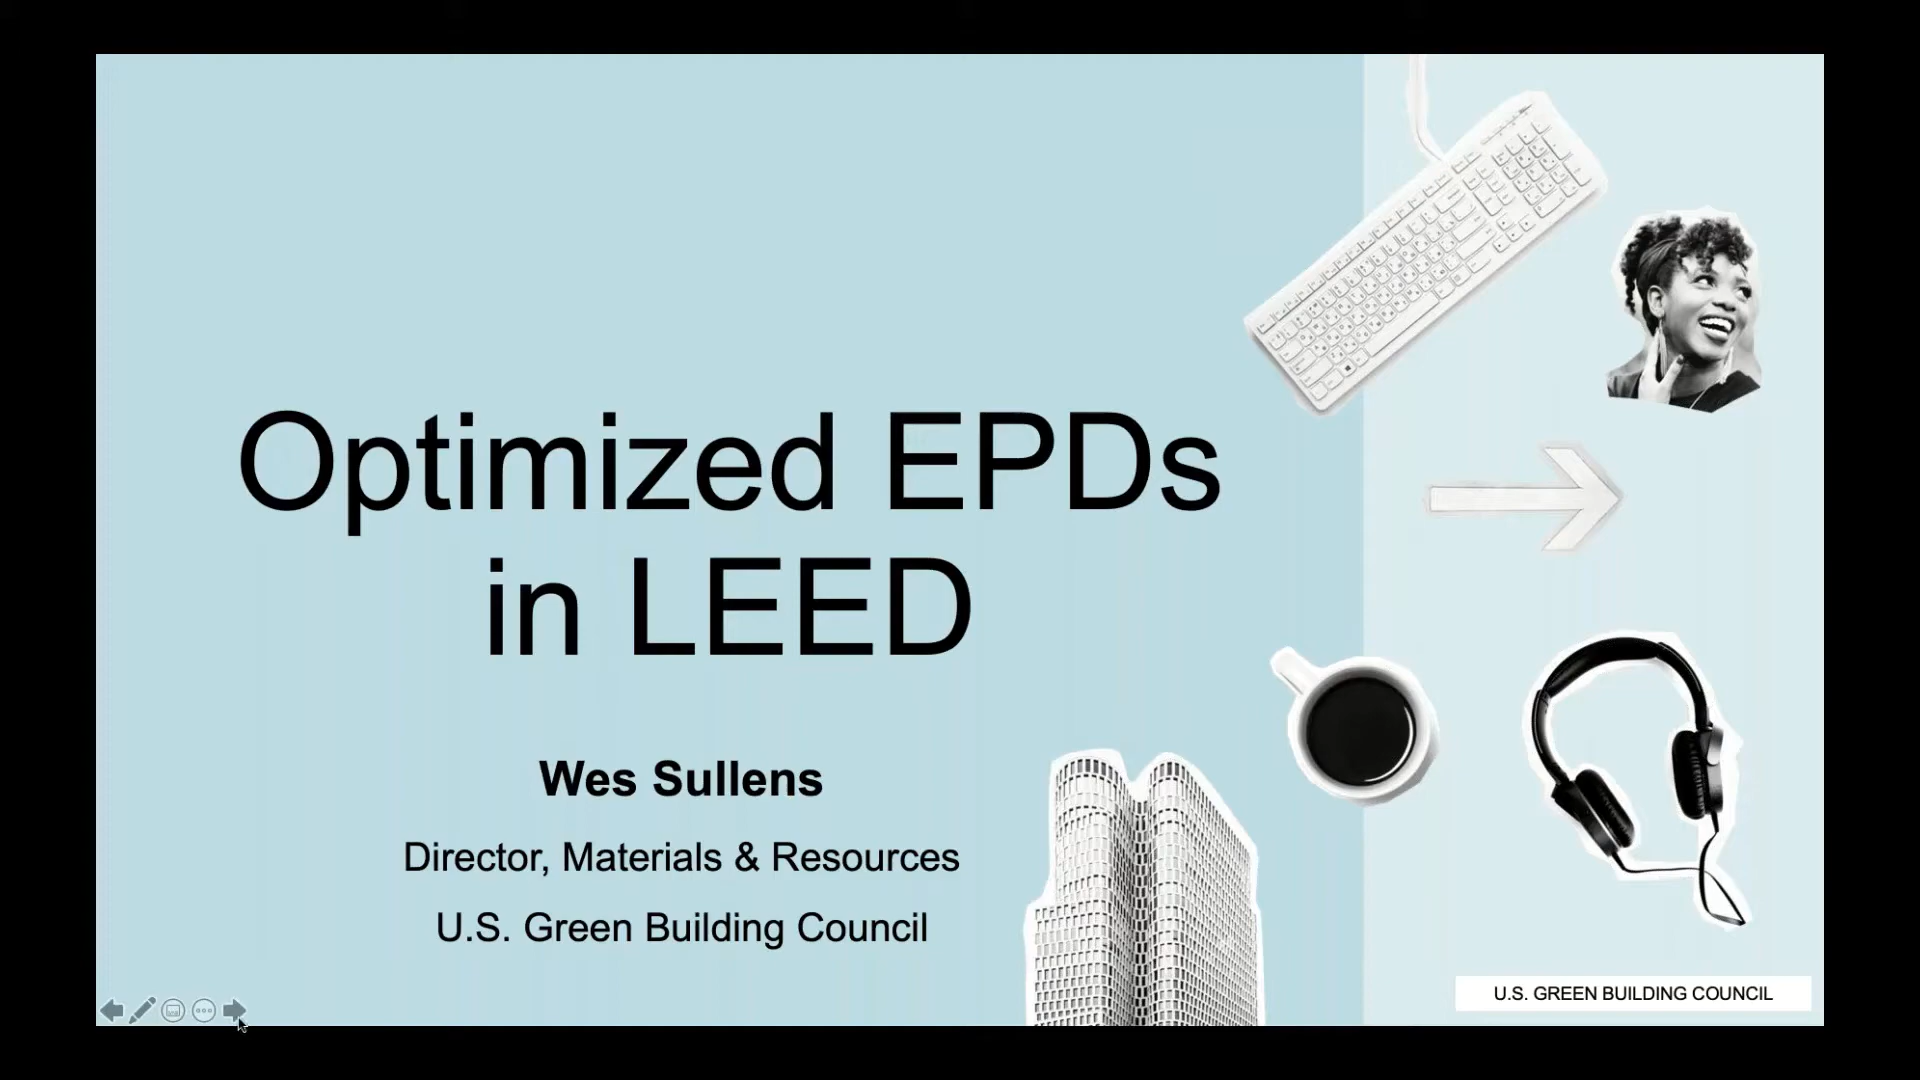 Optimized EPDs
in LEED
Wes Sullens
Director, Materials & Resources
U.S. Green Building Council
U.S. GREEN BUILDING COUNCIL